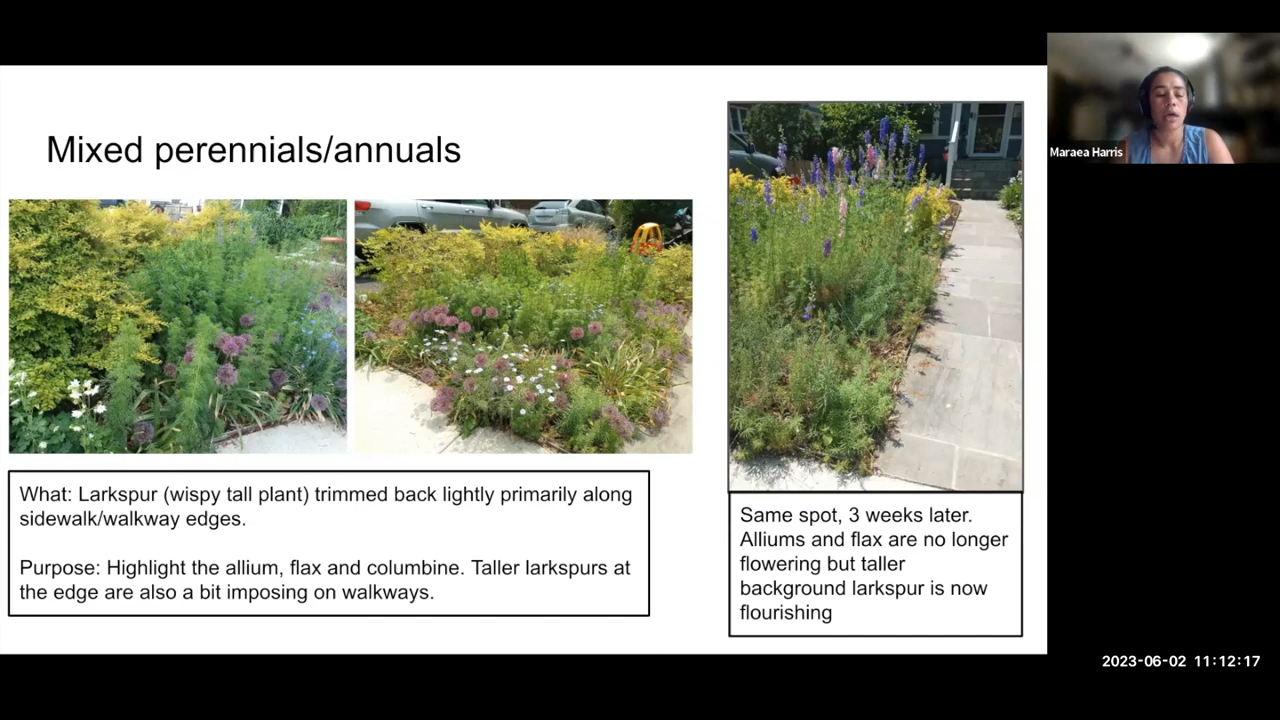 Mixed perennials/annuals
Maraea Harris
What: Larkspur (wispy tall plant) trimmed back lightly primarily along
sidewalk/walkway edges.
Purpose: Highlight the allium, flax and columbine. Taller larkspurs at
the edge are also a bit imposing on walkways.
Same spot, 3 weeks later.
Alliums and flax are no longer
flowering but taller
background larkspur is now
flourishing
2023-06-02 11:12:17